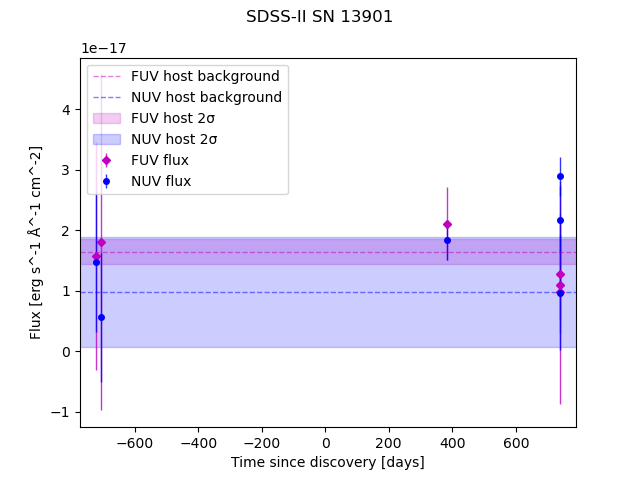 SDSS-II SN 13901
1e−17
FUV host background
NUV host background
FUV host 2σ
NUV host 2σ
FUV flux
NUV flux
4
3
2
1
0
−1
Flux [erg s^-1 Å^-1 cm^-2]
−600 −400 −200 0 200 400 600
Time since discovery [days]